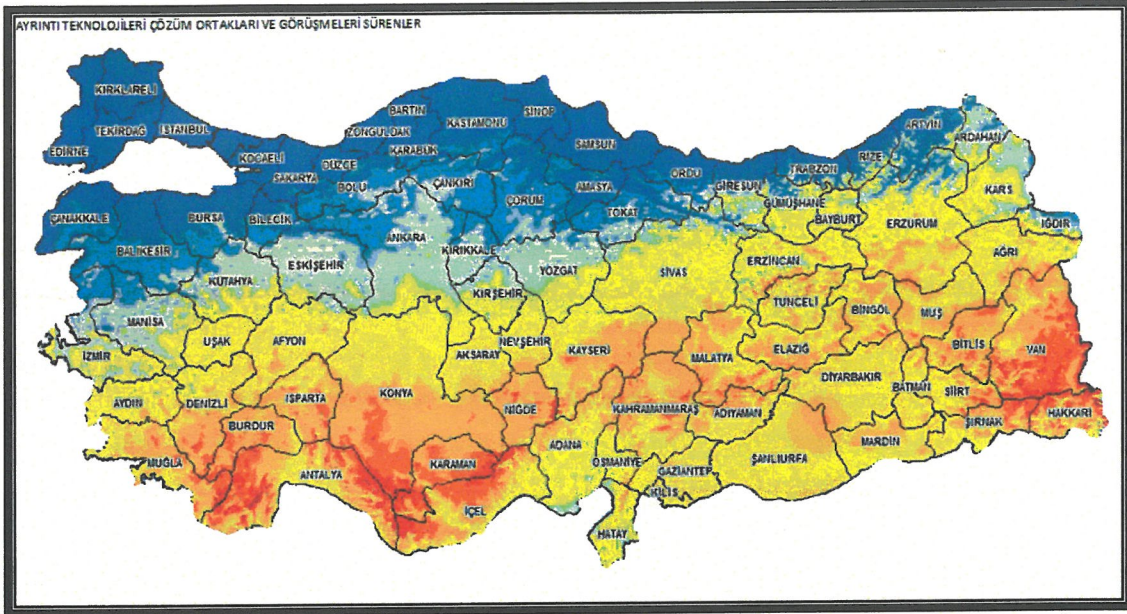 AYRINTI TEKNOLOJİLERİ ÇÖZÜM ORTAKLARI VE GÖRÜŞMELERİ SÜRENLER
KIRKLARELİ
TEKİRDAĞ
İSTANBUL
EDİRNE
KOCAELİ
SAKARYA
DÜZCE
BOLU
ZONGULDAK
BARTIN
KARABÜK
KASTAMONU
SİNOP
ÇANKIRI
ÇORUM
SAMSUN
AMASYA
TOKAT
ORDU
GİRESUN
TRABZON
RİZE
ARTVİN
ARDAHAN
KARS
GÜMÜŞHANE
BAYBURT
ERZURUM
IĞDIR
AĞRI
ÇANAKKALE
BALIKESİR
BURSA
BİLECİK
KÜTAHYA
ESKİŞEHİR
ANKARA
KIRIKKALE
YOZGAT
KIRŞEHİR
SİVAS
ERZİNCAN
TUNCELİ
BİNGÖL
MUŞ
BİTLİS
VAN
MANİSA
İZMİR
UŞAK
AFYON
AKSARAY
NEVŞEHİR
KAYSERİ
MALATYA
ELAZIĞ
DİYARBAKIR
BATMAN
SİİRT
ŞIRNAK
HAKKARİ
AYDIN
DENİZLİ
ISPARTA
BURDUR
KONYA
NİĞDE
KAHRAMANMARAŞ
ADIYAMAN
MARDİN
MUĞLA
ANTALYA
KARAMAN
İÇEL
ADANA
OSMANİYE
GAZİANTEP
KİLİS
ŞANLIURFA
HATAY